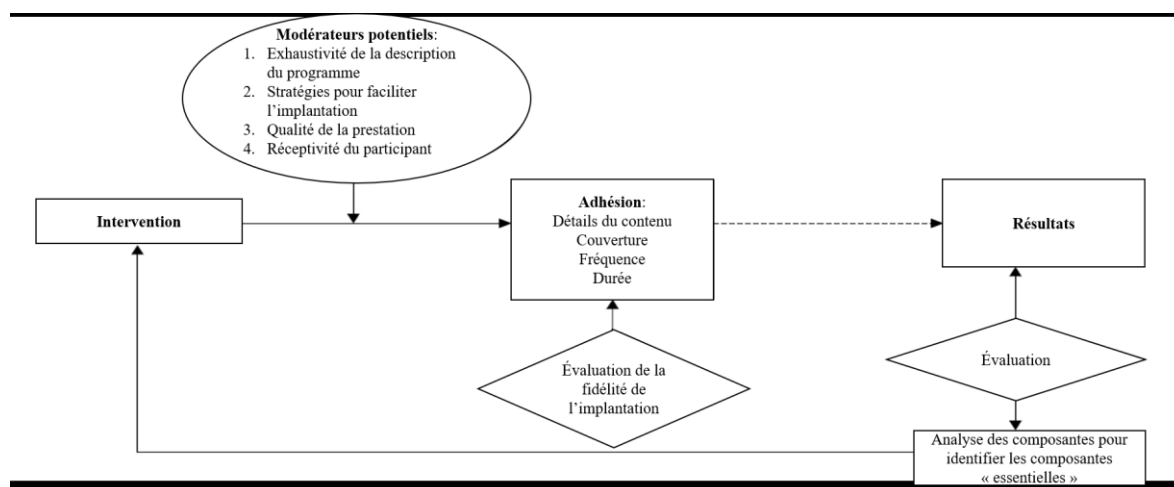 Modérateurs potentiels:
1. Exhaustivité de la description
du programme
2. Stratégies pour faciliter
l'implantation
3. Qualité de la prestation
4. Réceptivité du participant
Intervention
Adhésion:
Détails du contenu
Couverture
Fréquence
Durée
Résultats
Évaluation de la
fidélité de
l'implantation
Évaluation
Analyse des composantes pour
identifier les composantes
« essentielles »